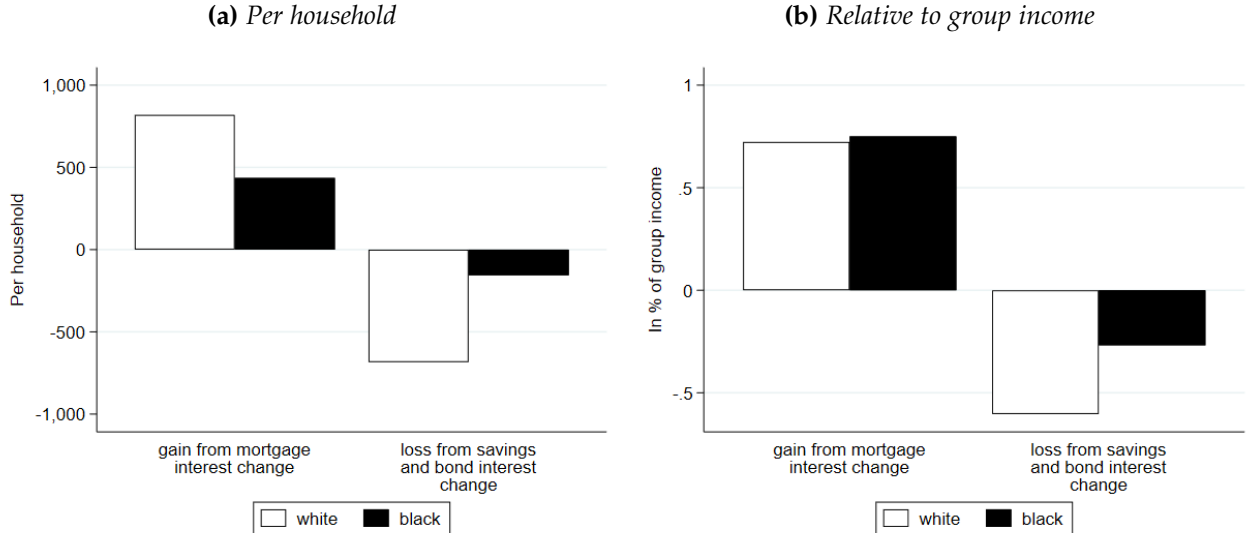 (a) Per household
1,000
500
0
-500
-1,000
Per household
gain from mortgage
interest change
loss from savings
and bond interest
change
white
black
(b) Relative to group income
1
.5
0
-.5
In % of group income
gain from mortgage
interest change
loss from savings
and bond interest
change
white
black